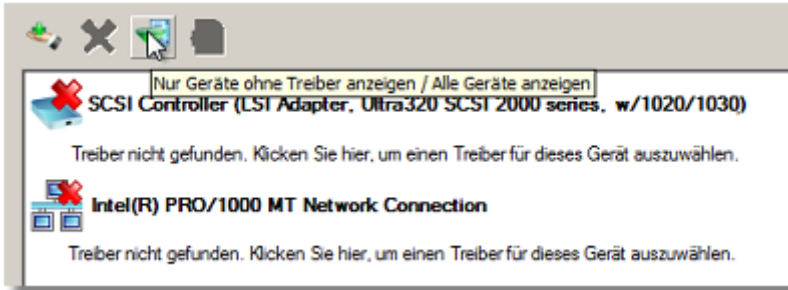 Nur Geräte ohne Treiber anzeigen / Alle Geräte anzeigen
SCSI Controller (LSI Adapter, Ultra320 SCSI 2000 series, w/1020/1030)
Treiber nicht gefunden. Klicken Sie hier, um einen Treiber für dieses Gerät auszuwählen.
Intel(R) PRO/1000 MT Network Connection
Treiber nicht gefunden. Klicken Sie hier, um einen Treiber für dieses Gerät auszuwählen.